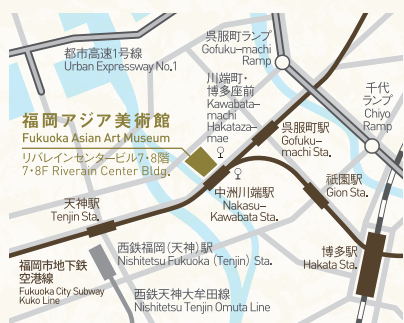 都市高速1号線
Urban Expressway No.1
呉服町ランプ
Gofuku–machi
Ramp
川端町・
博多座前
Kawabata–
machi
Hakataza–
mae
千代
ランプ
Chiyo
Ramp
福岡アジア美術館
Fukuoka Asian Art Museum
リバレインセンタービル7・8階
7・8F Riverain Center Bldg.
呉服町駅
Gofuku–
machi Sta.
祇園駅
Gion Sta.
中洲川端駅
Nakasu–
Kawabata Sta.
天神駅
Tenjin Sta.
博多駅
Hakata Sta.
西鉄福岡（天神）駅
Nishitetsu Fukuoka (Tenjin) Sta.
福岡市地下鉄
空港線
Fukuoka City Subway
Kuko Line
西鉄天神大牟田線
Nishitetsu Tenjin Omuta Line